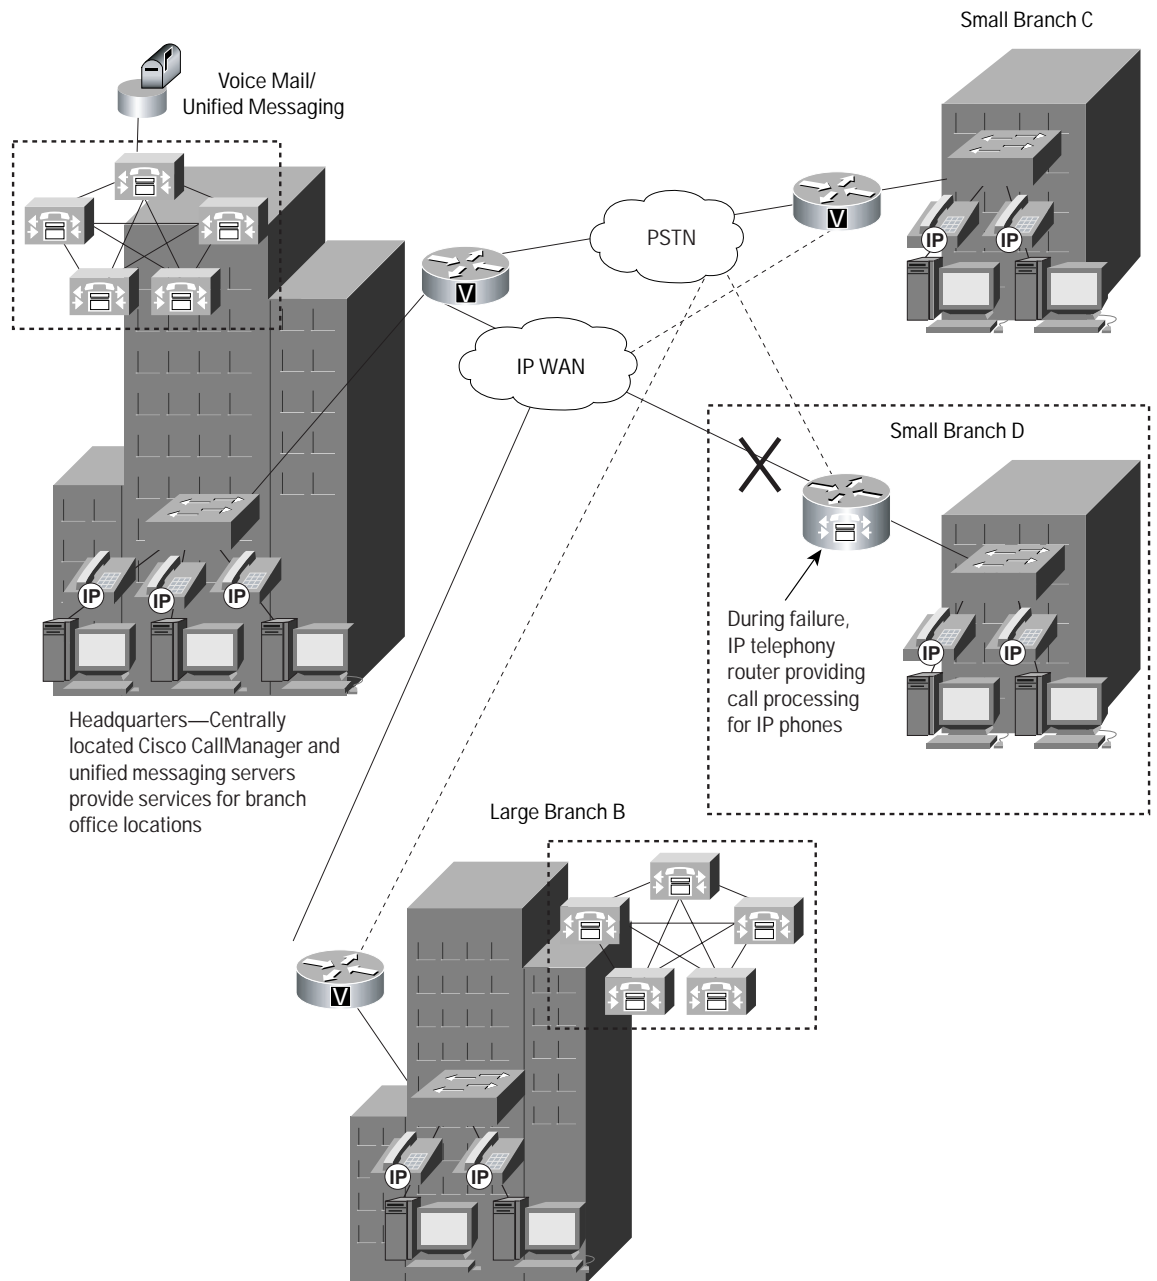 Small Branch C
Voice Mail/
Unified Messaging
PSTN
V
V
IP
IP
IP WAN
Small Branch D
IP
IP
IP
IP
IP
During failure,
IP telephony
router providing
call processing
for IP phones
Headquarters—Centrally
located Cisco CallManager and
unified messaging servers
provide services for branch
office locations
Large Branch B
V
IP
IP